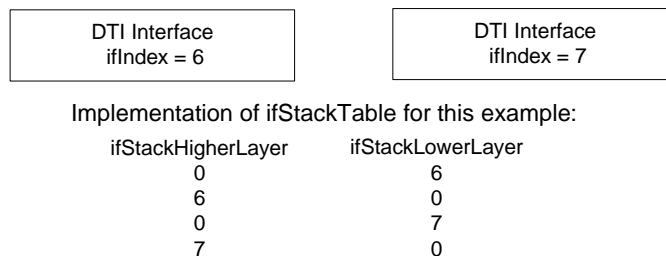 DTI Interface
ifIndex = 6
DTI Interface
ifIndex = 7
Implementation of ifStackTable for this example:
ifStackHigherLayer ifStackLowerLayer
0 6
6 0
0 7
7 0